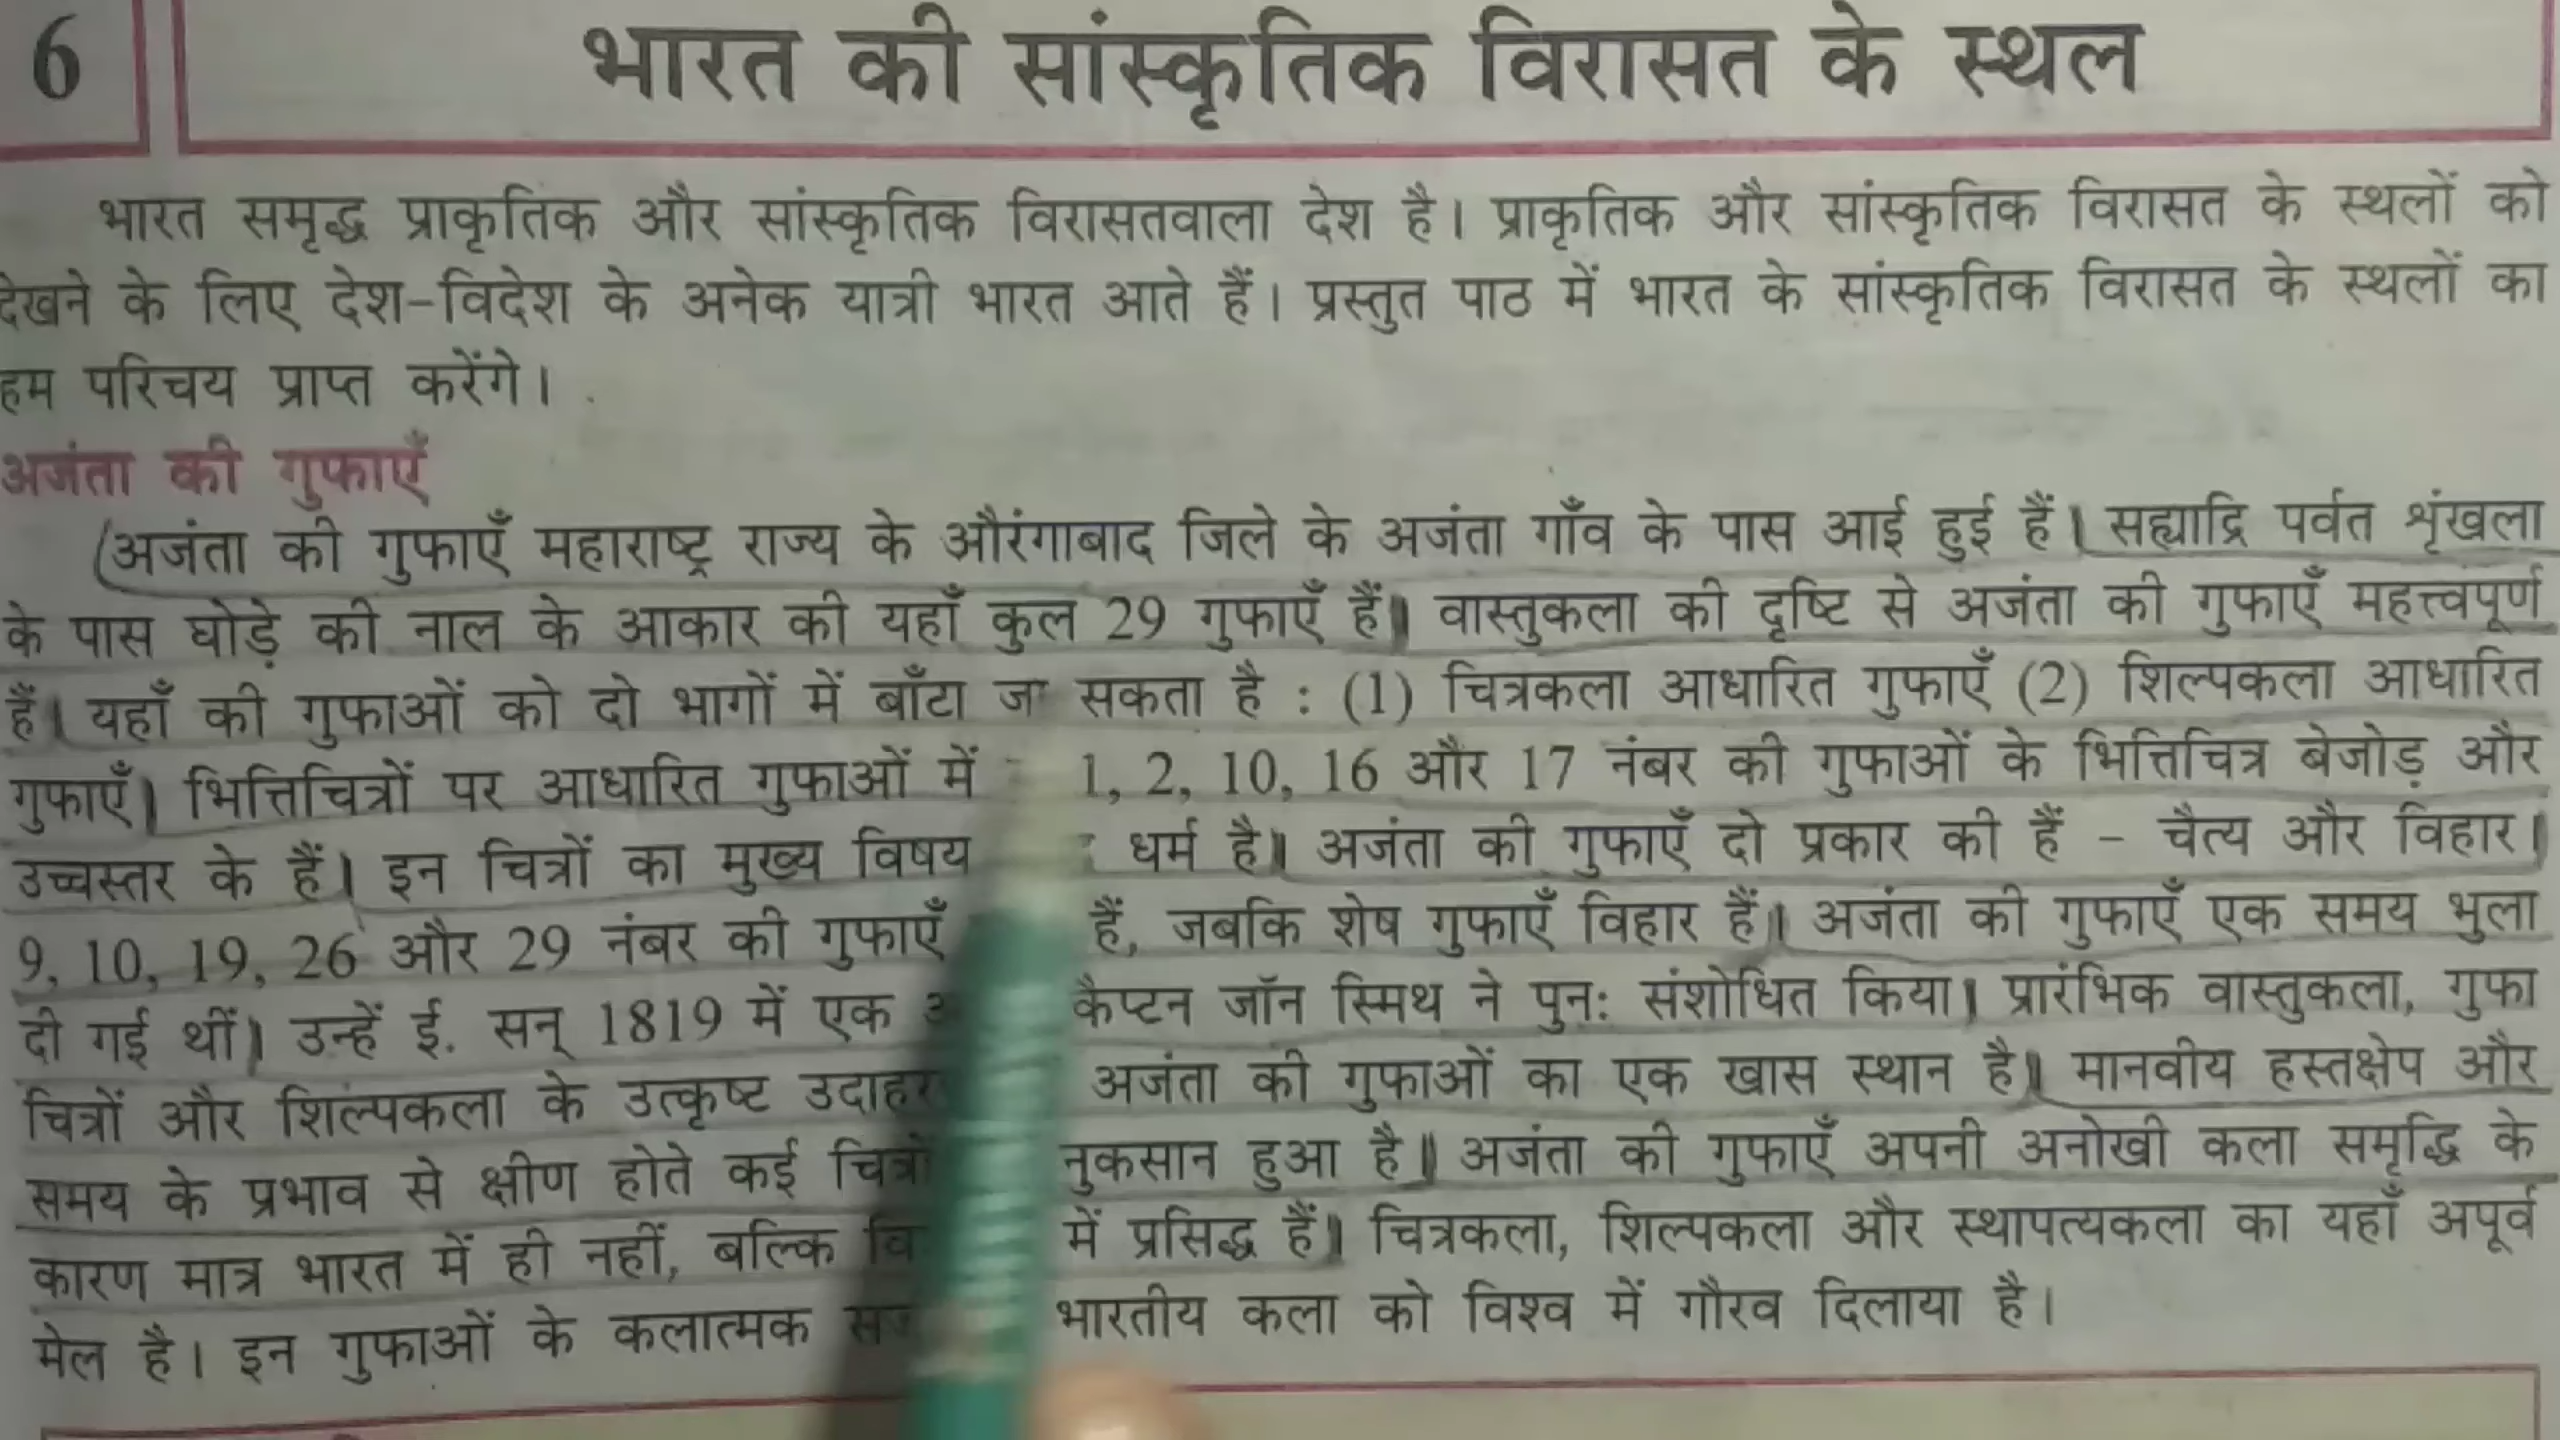 6
भारत की सांस्कृतिक विरासत के स्थल
भारत समृद्ध प्राकृतिक और सांस्कृतिक विरासतवाला देश है। प्राकृतिक और सांस्कृतिक विरासत के स्थलों को
देखने के लिए देश-विदेश के अनेक यात्री भारत आते हैं। प्रस्तुत पाठ में भारत के सांस्कृतिक विरासत के स्थलों का
हम परिचय प्राप्त करेंगे।
अजंता की गुफाएँ
(अजंता की गुफाएँ महाराष्ट्र राज्य के औरंगाबाद जिले के अजंता गाँव के पास आई हुई हैं। सह्याद्रि पर्वत शृंखला
के पास घोड़े की नाल के आकार की यहाँ कुल 29 गुफाएँ हैं। वास्तुकला की दृष्टि से अजंता की गुफाएँ महत्त्वपूर्ण
हैं। यहाँ की गुफाओं को दो भागों में बाँटा जा सकता है : (1) चित्रकला आधारित गुफाएँ (2) शिल्पकला आधारित
गुफाएँ। भित्तिचित्रों पर आधारित गुफाओं में 1, 2, 10, 16 और 17 नंबर की गुफाओं के भित्तिचित्र बेजोड़ और
उच्चस्तर के हैं। इन चित्रों का मुख्य विषय धर्म है। अजंता की गुफाएँ दो प्रकार की हैं - चैत्य और विहार।
9, 10, 19, 26 और 29 नंबर की गुफाएँ हैं, जबकि शेष गुफाएँ विहार हैं। अजंता की गुफाएँ एक समय भुला
दी गई थीं। उन्हें ई. सन् 1819 में एक कैप्टन जॉन स्मिथ ने पुनः संशोधित किया। प्रारंभिक वास्तुकला, गुफा
चित्रों और शिल्पकला के उत्कृष्ट अजंता की गुफाओं का एक खास स्थान है। मानवीय हस्तक्षेप और
समय के प्रभाव से क्षीण होते कई नुकसान हुआ है। अजंता की गुफाएँ अपनी अनोखी कला समृद्धि के
कारण मात्र भारत में ही नहीं, बल्कि में प्रसिद्ध हैं। चित्रकला, शिल्पकला और स्थापत्यकला का यहाँ अपूर्व
मेल है। इन गुफाओं के कलात्मक भारतीय कला को विश्व में गौरव दिलाया है।